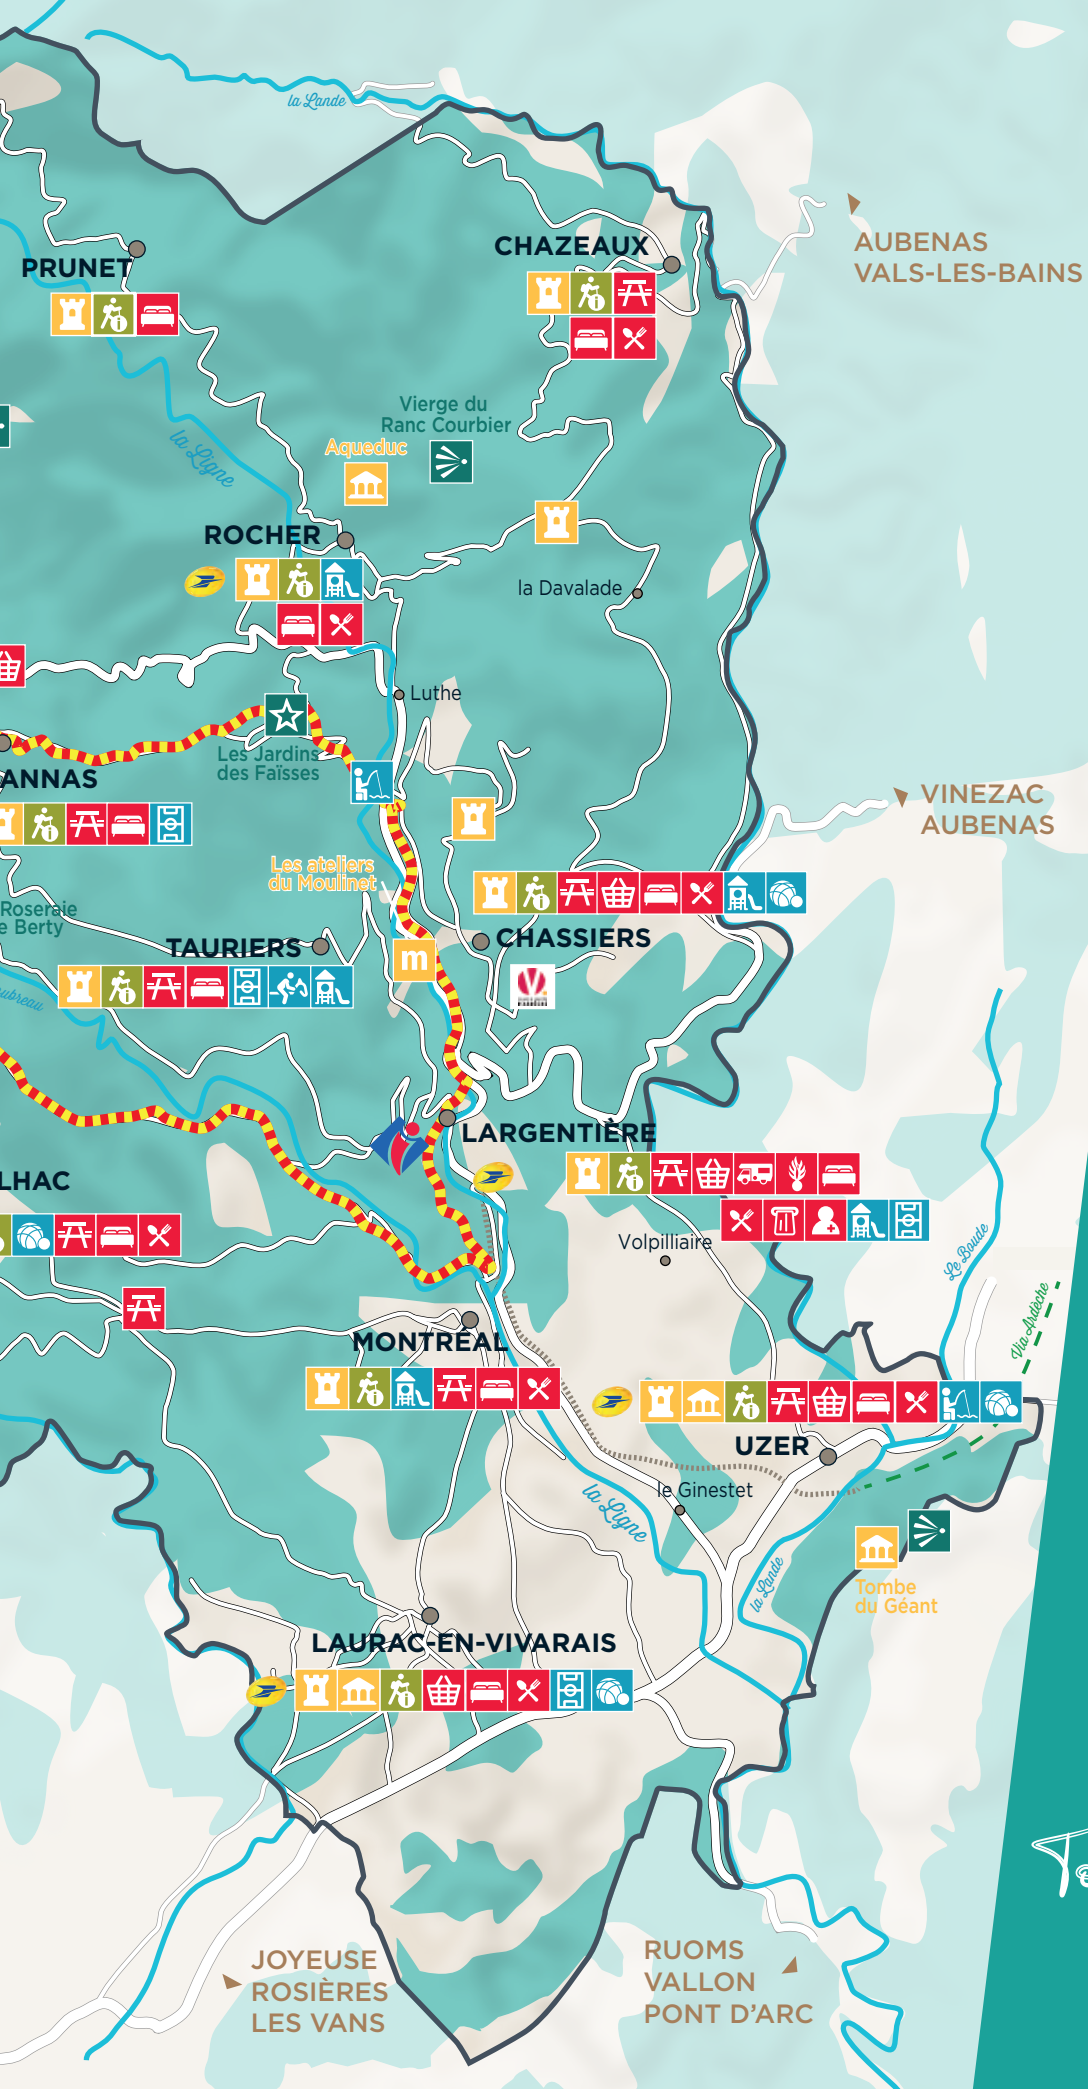 la Lande
AUBENAS
VALS-LES-BAINS
CHAZEAUX
PRUNET
Vierge du
Ranc Courbier
Aqueduc
la Ligne
ROCHER
la Davalade
Luthe
Les Jardins
des Faïsses
ANNAS
VINEZAC
AUBENAS
Les ateliers
du Moulinet
Roseraie
e Berty
TAURIERS
CHASSIERS
m
V
ubreau
LARGENTIÈRE
LHAC
Volpilliaire
Le Boude
Via Ardèche
MONTRÉAL
UZER
le Ginestet
la Ligne
la Lande
Tombe
du Géant
LAURAC-EN-VIVARAIS
JOYEUSE
ROSIÈRES
LES VANS
RUOMS
VALLON
PONT D'ARC